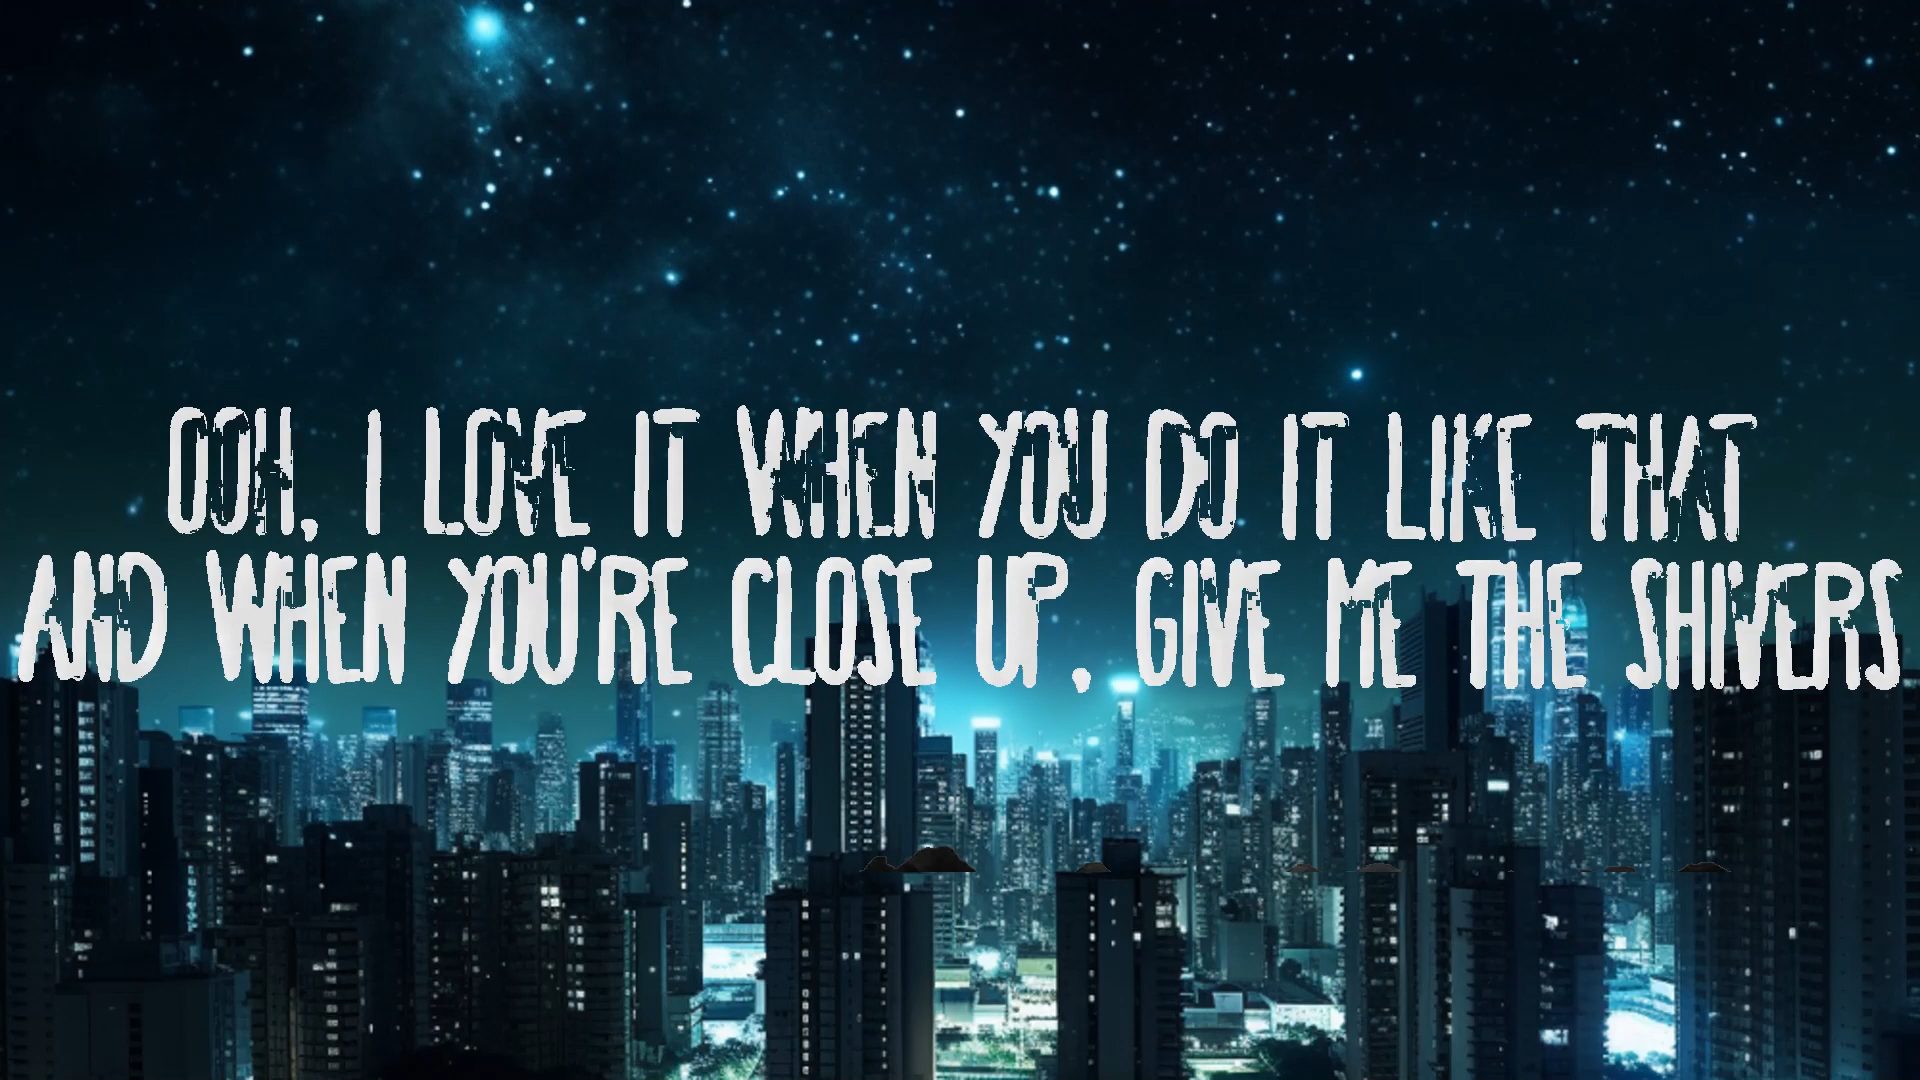 OOH, I LOVE IT WHEN YOU DO IT LIKE THAT
AND WHEN YOU'RE CLOSE UP, GIVE ME THE SHIVERS